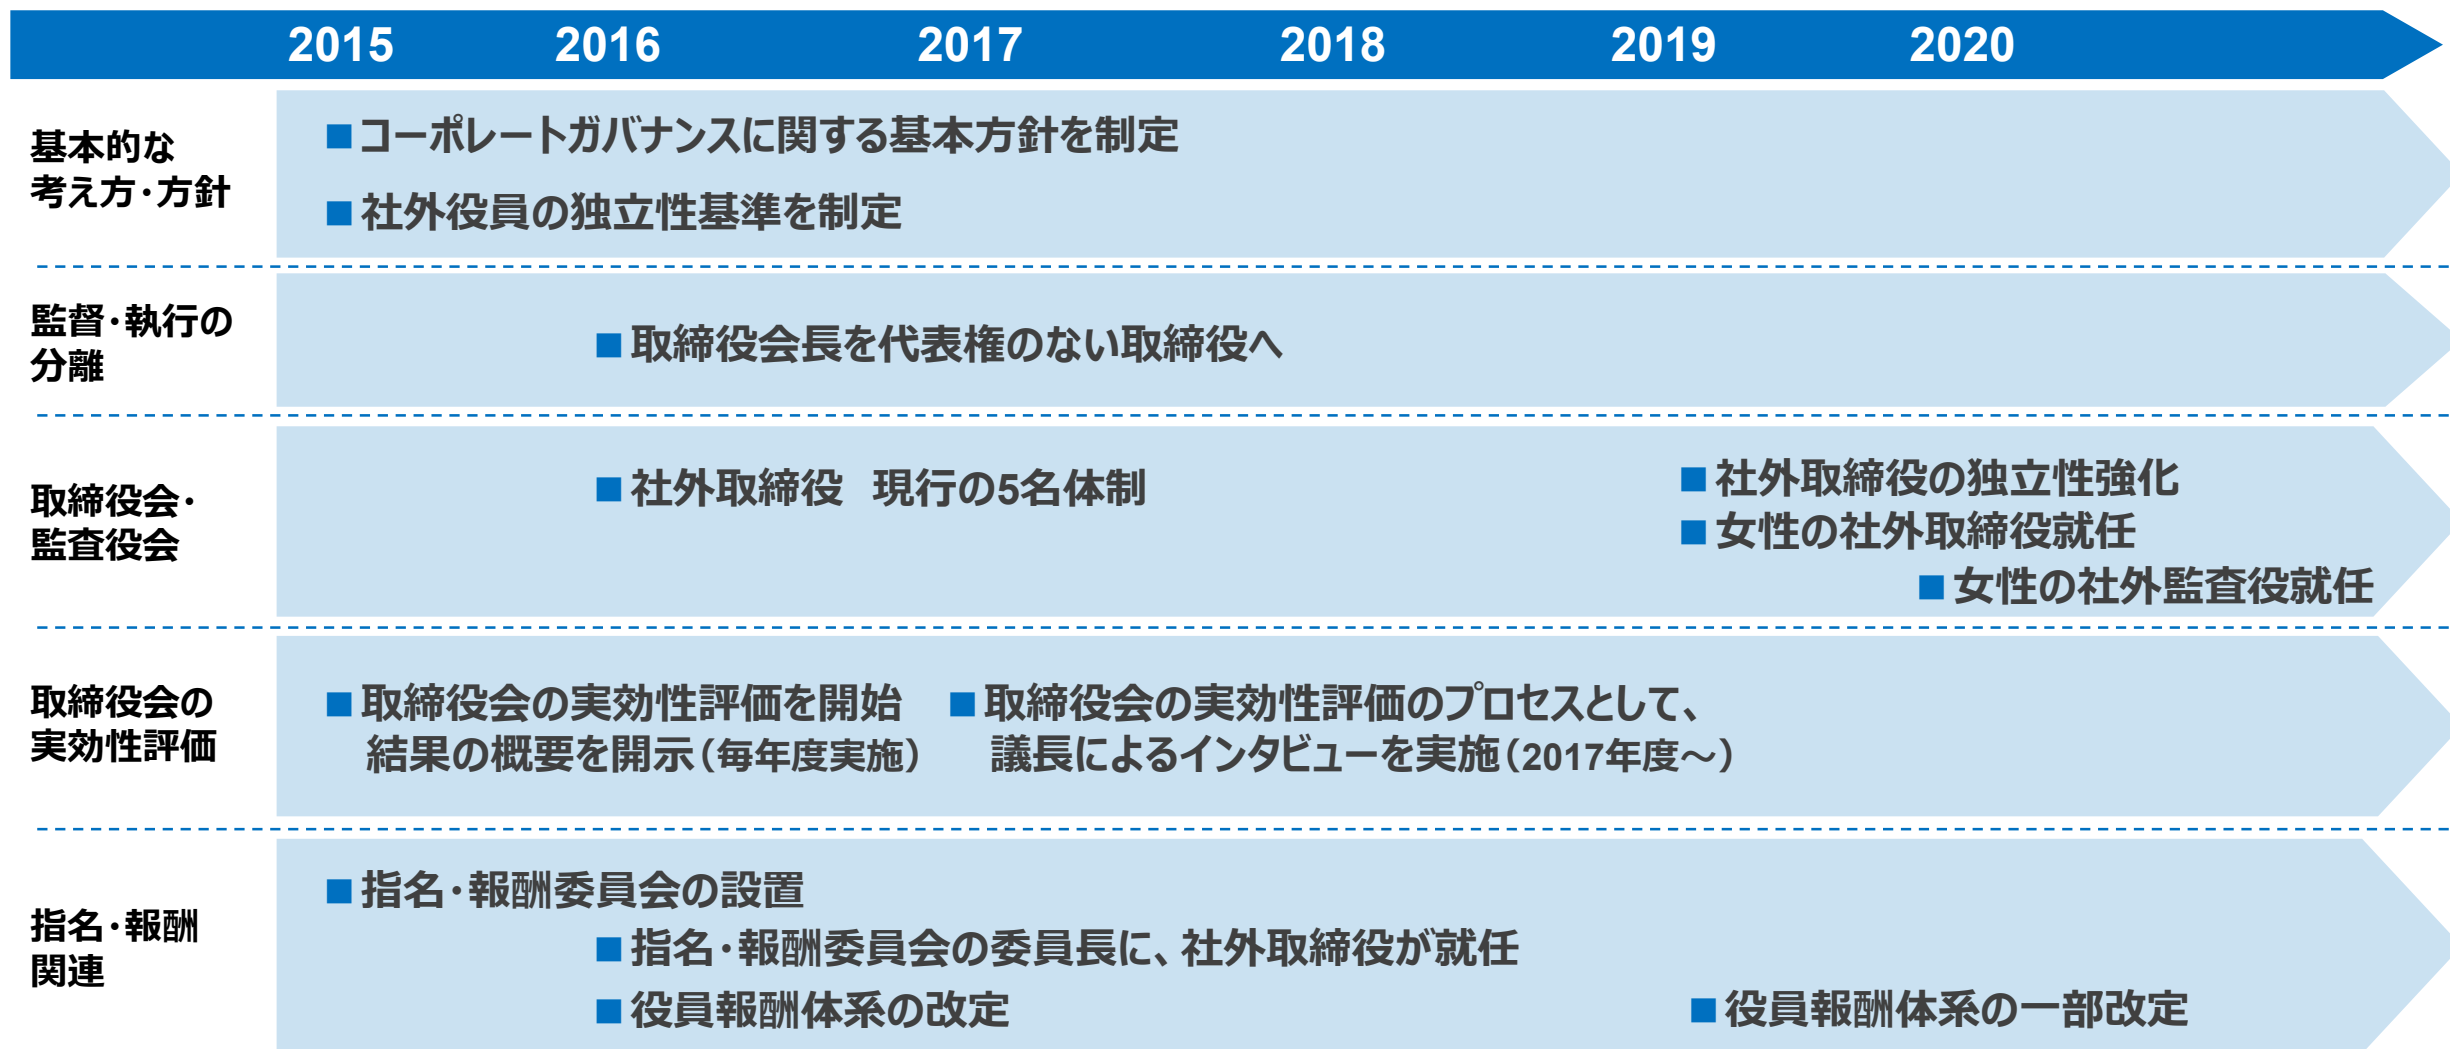 2015 2016 2017 2018 2019 2020
基本的な
考え方・方針
■コーポレートガバナンスに関する基本方針を制定
■社外役員の独立性基準を制定
監督・執行の
分離
■取締役会長を代表権のない取締役へ
取締役会・
監査役会
■社外取締役　現行の5名体制
■社外取締役の独立性強化
■女性の社外取締役就任
■女性の社外監査役就任
取締役会の
実効性評価
■取締役会の実効性評価を開始
結果の概要を開示（毎年度実施）
■取締役会の実効性評価のプロセスとして、
議長によるインタビューを実施（2017年度～）
指名・報酬
関連
■指名・報酬委員会の設置
■指名・報酬委員会の委員長に、社外取締役が就任
■役員報酬体系の改定
■役員報酬体系の一部改定